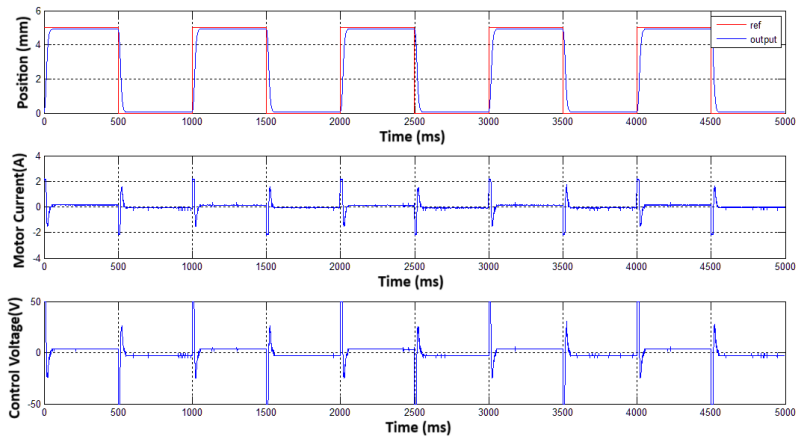 6
4
2
0
Position (mm)
ref
output
0 500 1000 1500 2000 2500 3000 3500 4000 4500 5000
Time (ms)
4
2
0
-2
-4
Motor Current(A)
0 500 1000 1500 2000 2500 3000 3500 4000 4500 5000
Time (ms)
50
0
-50
Control Voltage(V)
0 500 1000 1500 2000 2500 3000 3500 4000 4500 5000
Time (ms)